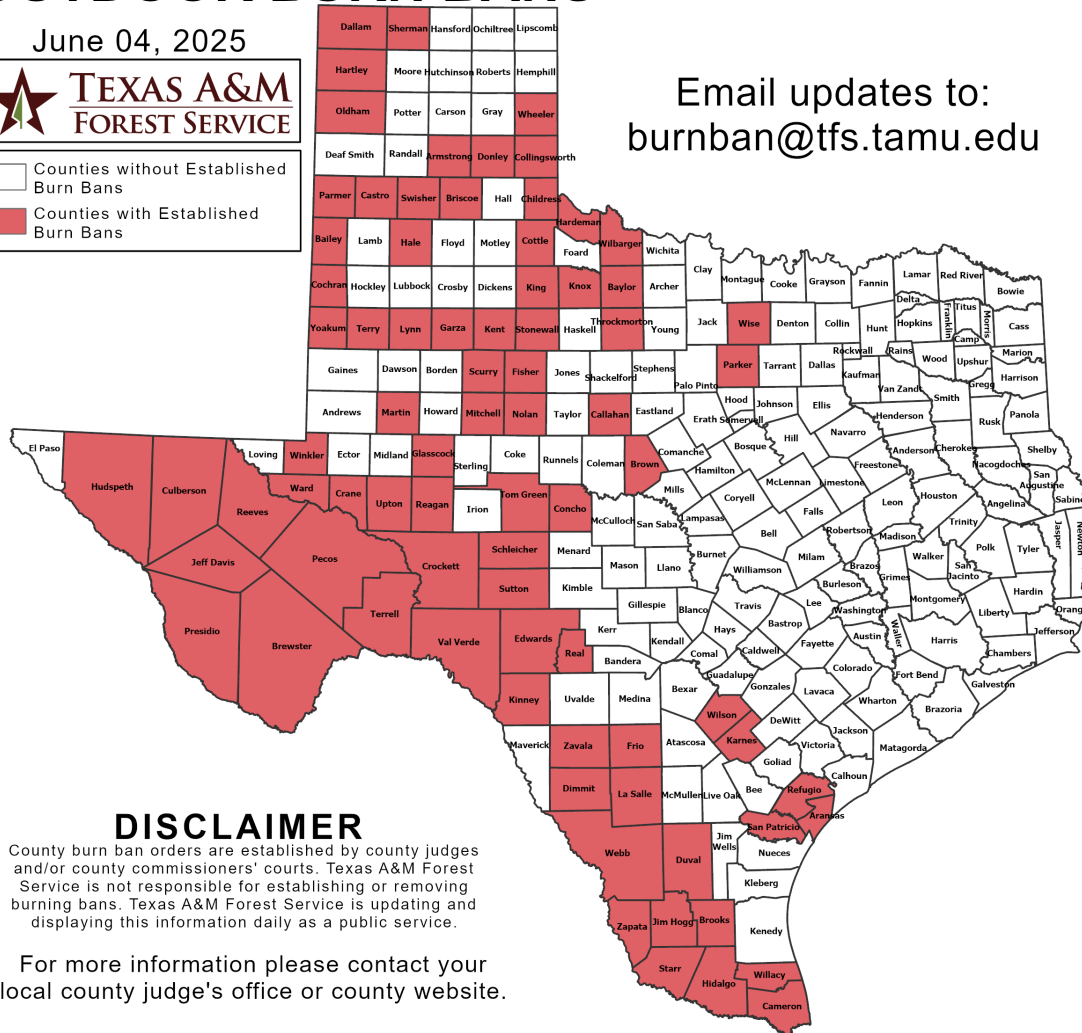 OUTDOOR BURN BANS
June 04, 2025
TEXAS A&M
FOREST SERVICE
Counties without Established
Burn Bans
Counties with Established
Burn Bans
Email updates to:
burnban@tfs.tamu.edu
Dallam Sherman Hansford Ochiltree Lipscomb
Hartley Moore Hutchinson Roberts Hemphill
Oldham Potter Carson Gray Wheeler
Deaf Smith Randall Armstrong Donley Collingsworth
Parmer Castro Swisher Briscoe Hall Childress
Hardeman
Bailey Lamb Hale Floyd Motley Cottle Foard Wilbarger Wichita
Clay Montague Cooke Grayson Fannin Lamar Red River Bowie
Cochran Hockley Lubbock Crosby Dickens King Knox Baylor Archer
Delta Franklin Titus Morris Cass
Yoakum Terry Lynn Garza Kent Stonewall Haskell Throckmorton Young Jack Wise Denton Collin Hunt Hopkins
Camp
Gaines Dawson Borden Scurry Fisher Jones Shackelford Stephens Palo Pinto Parker Tarrant Dallas Rockwall Kaufman Rains Wood Upshur Marion
Van Zandt Smith Gregg Harrison
Andrews Martin Howard Mitchell Nolan Taylor Callahan Eastland Erath Hood Somervell Johnson Ellis Henderson Rusk Panola
El Paso Loving Winkler Ector Midland Glasscock Sterling Coke Runnels Coleman Brown Comanche Bosque Hill Navarro Anderson Cherokee Shelby
Hamilton Freestone Nacogdoches San Augustine Sabine
Hudspeth Culberson Reeves Ward Crane Upton Reagan Irion Tom Green Concho McCulloch San Saba Mills Lampasas Coryell McLennan Limestone Leon Houston Angelina
Falls Trinity Jasper Newton
Jeff Davis Pecos Crockett Schleicher Menard Mason Llano Burnet Bell Milam Robertson Madison Walker San Jacinto Polk Tyler
Terrell Sutton Kimble Williamson Brazos Burleson Grimes Montgomery Hardin
Presidio Brewster Val Verde Edwards Real Kerr Gillespie Blanco Travis Lee Washington Liberty Orange
Kendall Hays Bastrop Fayette Austin Waller Harris Jefferson
Bandera Comal Caldwell Chambers
Kinney Uvalde Medina Bexar Guadalupe Gonzales Lavaca Colorado Fort Bend Galveston
Wilson DeWitt Wharton Brazoria
Maverick Zavala Frio Atascosa Karnes Goliad Victoria Jackson Matagorda
Dimmit La Salle McMullen Live Oak Bee Refugio Calhoun
Aransas
San Patricio
Webb Duval Jim Wells Nueces
Kleberg
Zapata Jim Hogg Brooks Kenedy
Starr Hidalgo Willacy
Cameron
DISCLAIMER
County burn ban orders are established by county judges
and/or county commissioners' courts. Texas A&M Forest
Service is not responsible for establishing or removing
burning bans. Texas A&M Forest Service is updating and
displaying this information daily as a public service.
For more information please contact your
local county judge's office or county website.